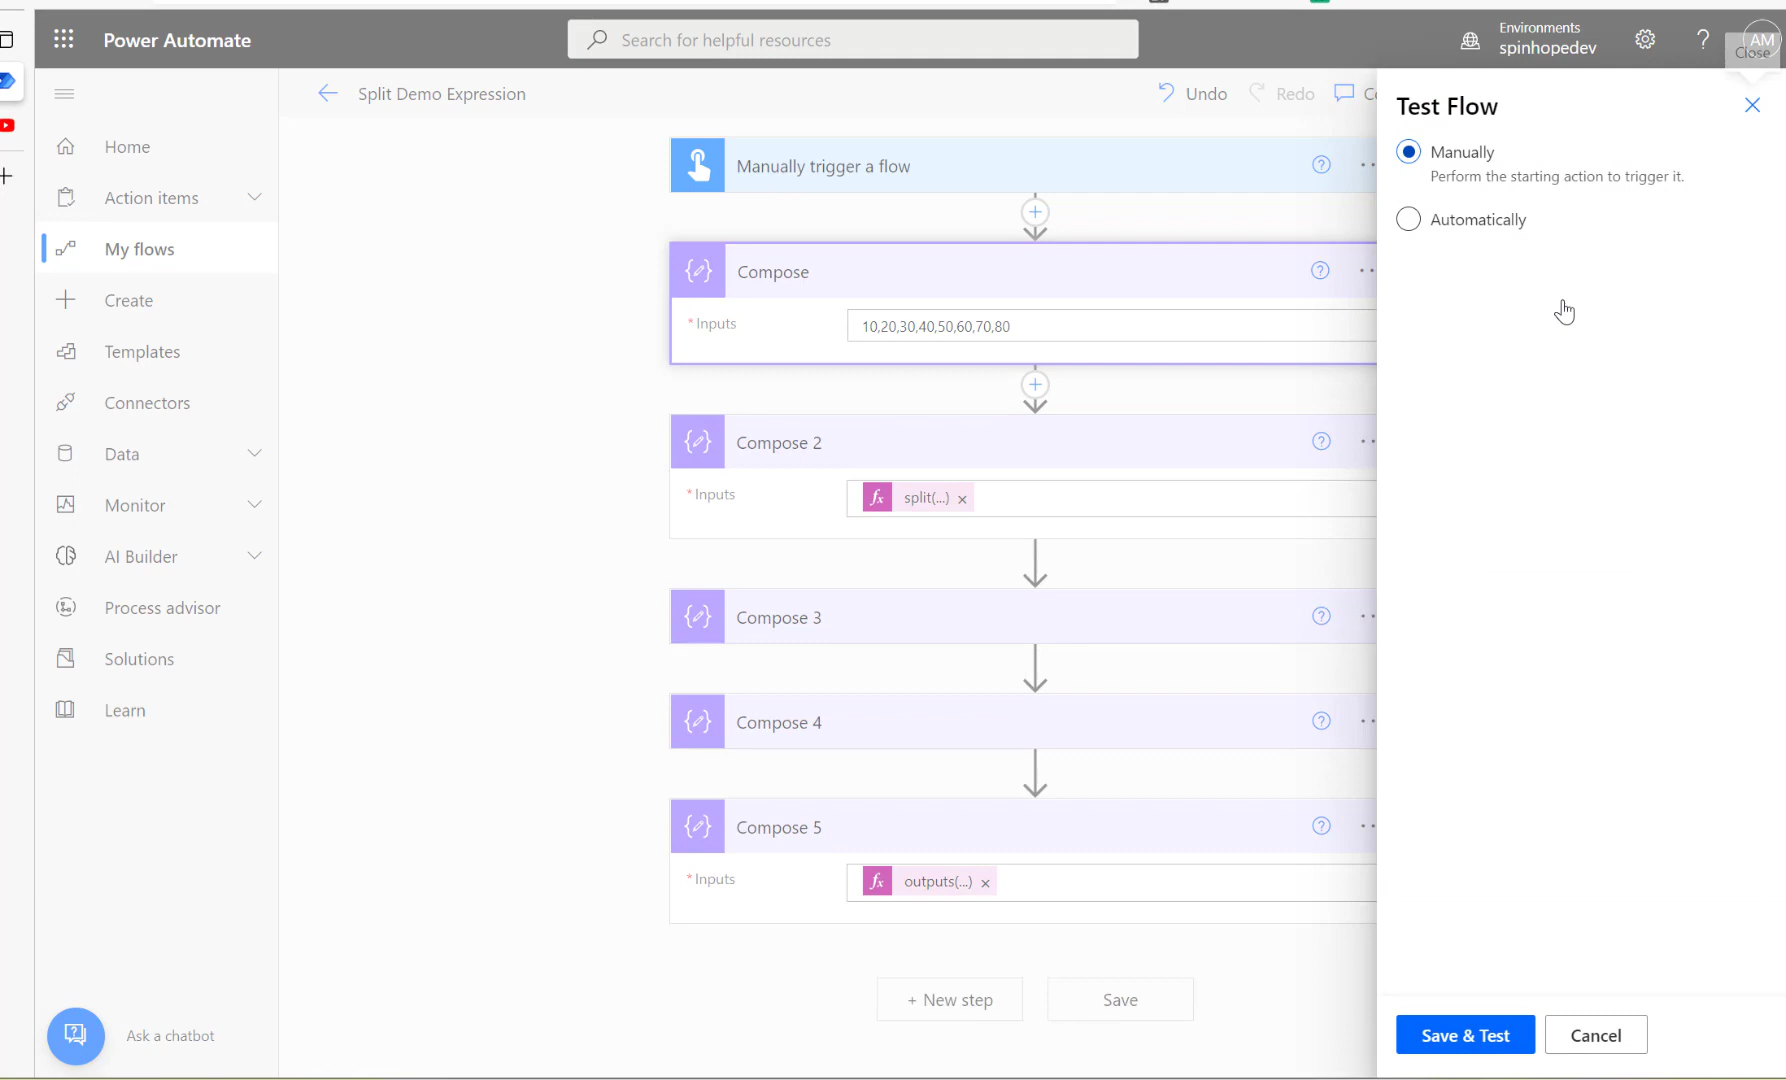 Power Automate
Search for helpful resources
Environments
spinhopedev
?
AM
Close
Split Demo Expression
Undo
Redo
Test Flow
Manually
Perform the starting action to trigger it.
Automatically
Home
Action items
My flows
Create
Templates
Connectors
Data
Monitor
AI Builder
Process advisor
Solutions
Learn
Ask a chatbot
Manually trigger a flow
Compose
* Inputs
10,20,30,40,50,60,70,80
Compose 2
* Inputs
fx split(...) ×
Compose 3
Compose 4
Compose 5
* Inputs
fx outputs(...) ×
+ New step
Save
Save & Test
Cancel